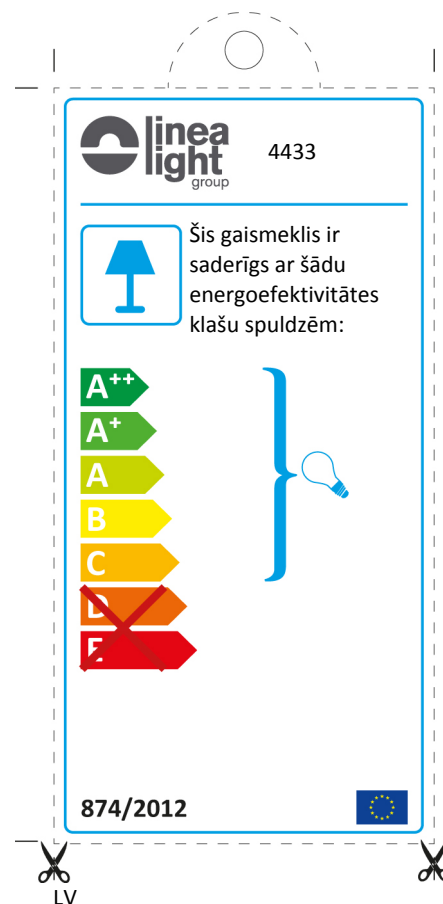 linea
light
group
4433
Šis gaismeklis ir
saderīgs ar šādu
energoefektivitātes
klašu spuldzēm:
A++
A+
A
B
C
D
E
874/2012
LV